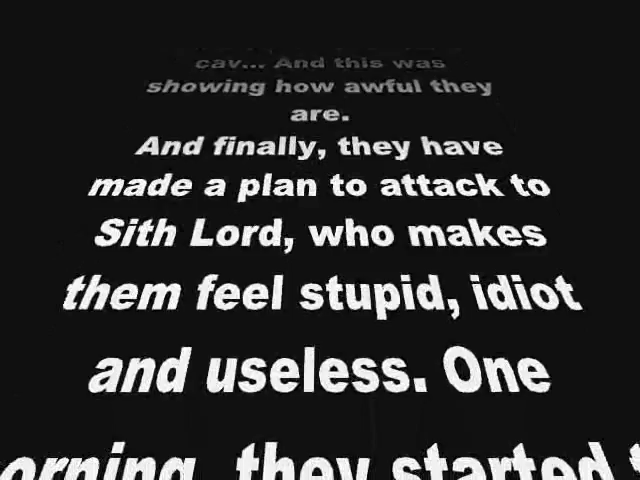 cav... And this was
showing how awful they
are.
And finally, they have
made a plan to attack to
Sith Lord, who makes
them feel stupid, idiot
and useless. One
they started